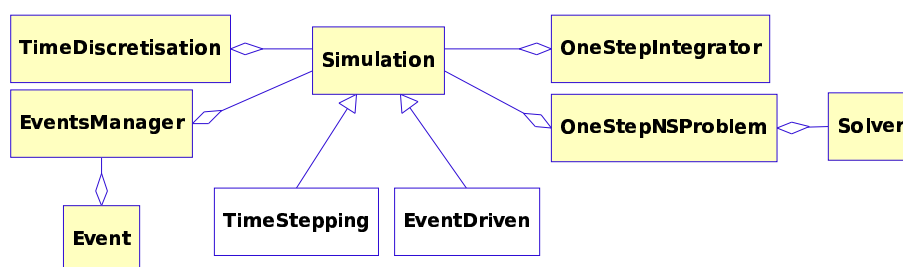 TimeDiscretisation
Simulation
OneStepIntegrator
EventsManager
OneStepNSProblem
Solver
TimeStepping
EventDriven
Event